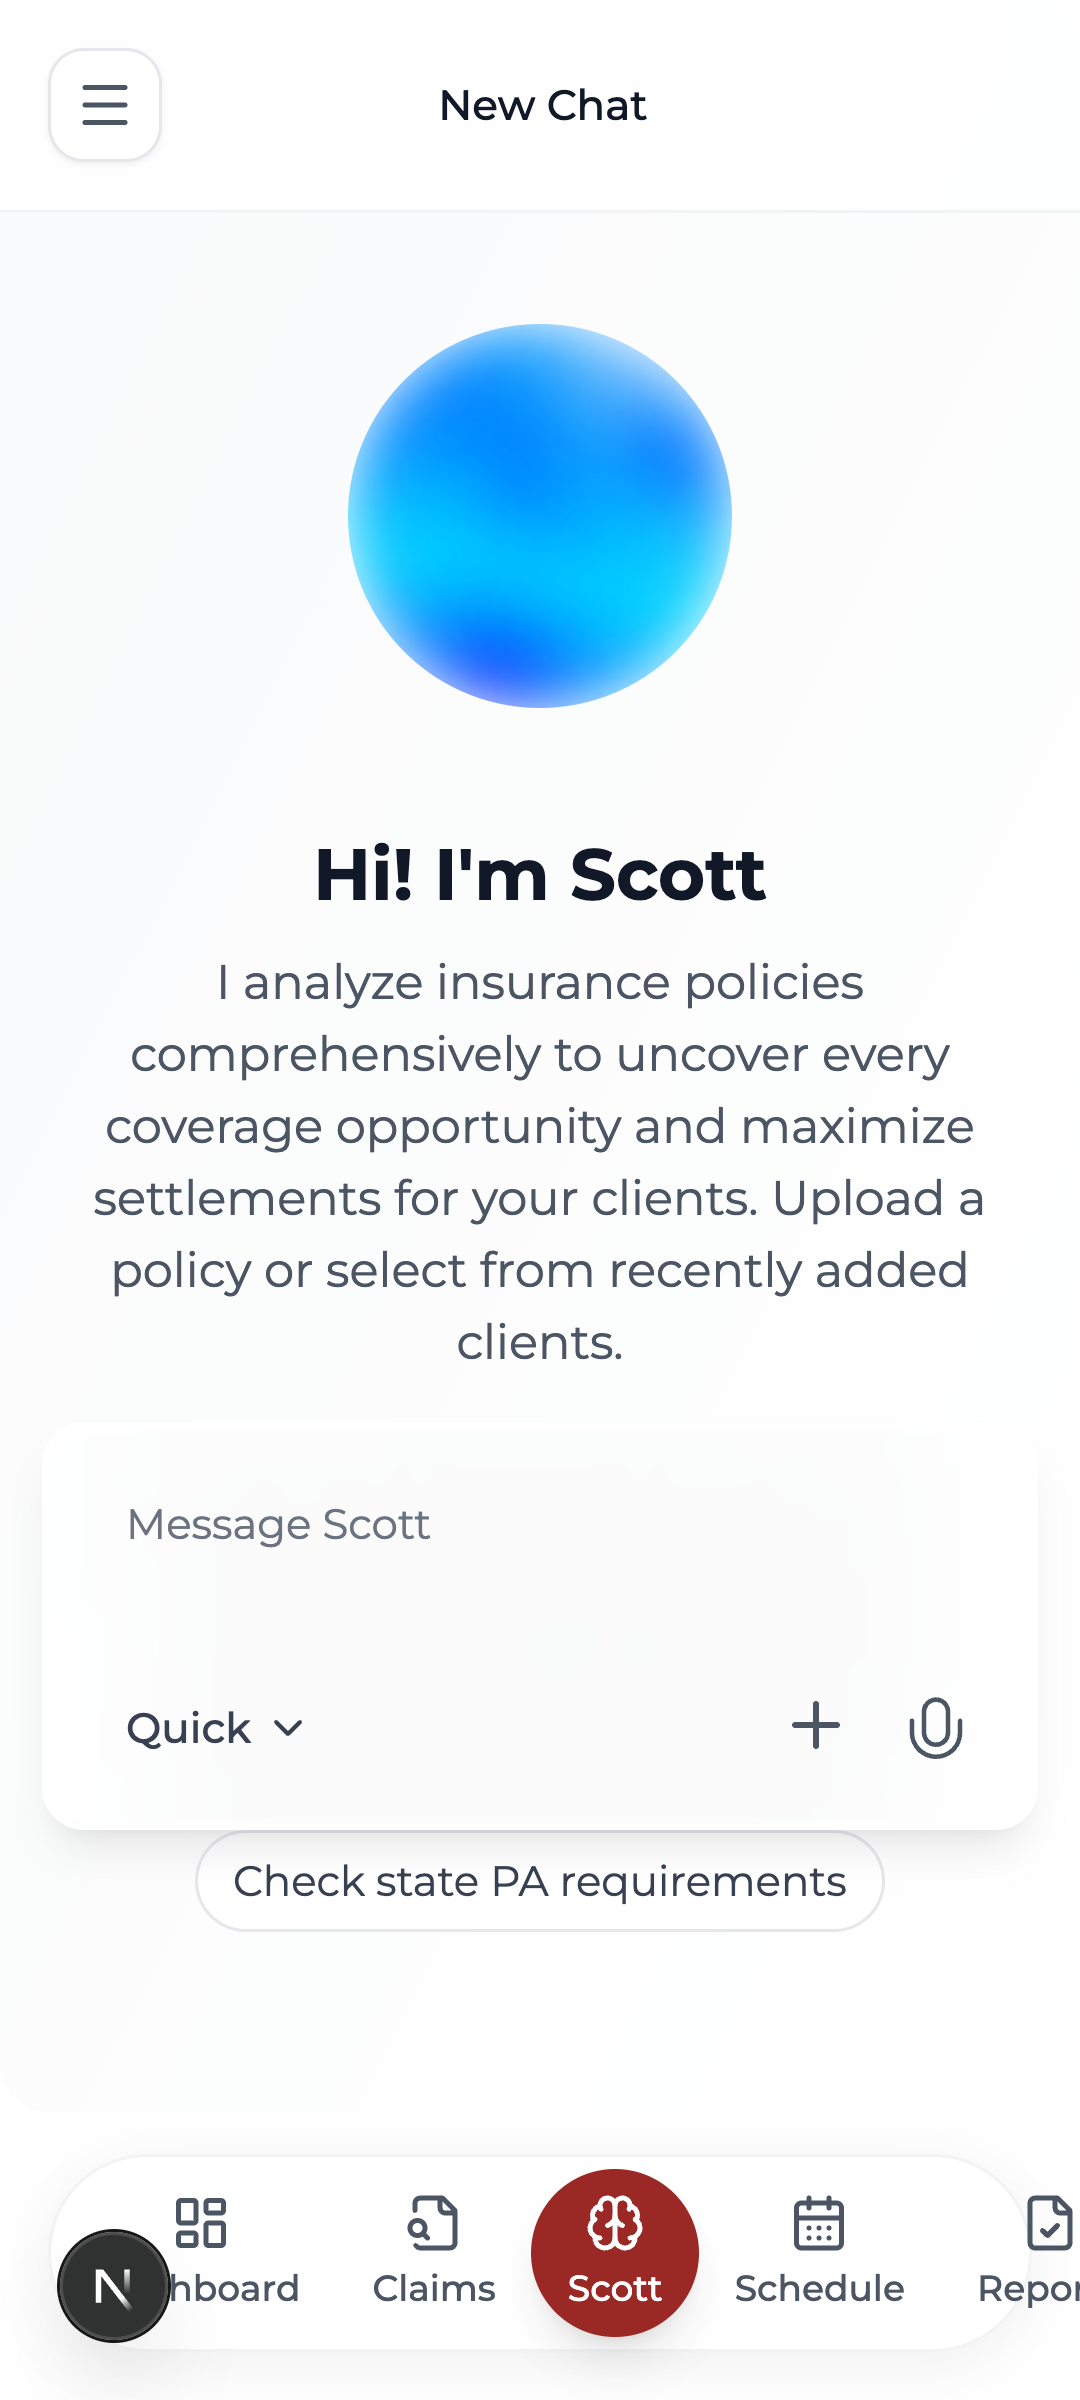 New Chat
Hi! I'm Scott
I analyze insurance policies
comprehensively to uncover every
coverage opportunity and maximize
settlements for your clients. Upload a
policy or select from recently added
clients.
Message Scott
Quick
Check state PA requirements
N
hboard
Claims
Scott
Schedule
Repor